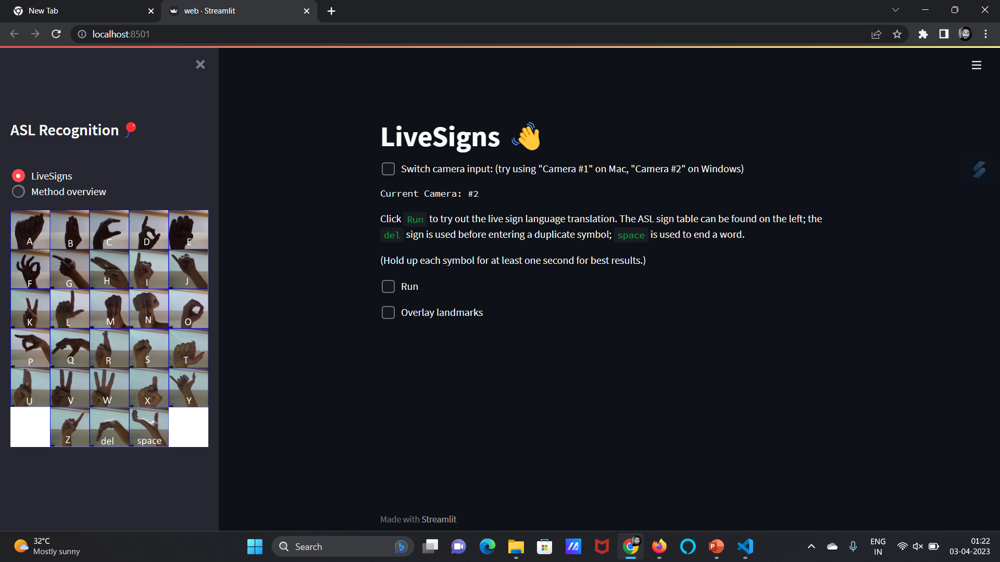 New Tab
web · Streamlit
localhost:8501
ASL Recognition
LiveSigns
Method overview
A B C D E
F G H I J
K L M N O
P Q R S T
U V W X Y
Z del space
LiveSigns
Switch camera input: (try using "Camera #1" on Mac, "Camera #2" on Windows)
Current Camera: #2
Click Run to try out the live sign language translation. The ASL sign table can be found on the left; the
del sign is used before entering a duplicate symbol; space is used to end a word.
(Hold up each symbol for at least one second for best results.)
Run
Overlay landmarks
Made with Streamlit
32°C
Mostly sunny
Search
ENG
IN
01:22
03-04-2023